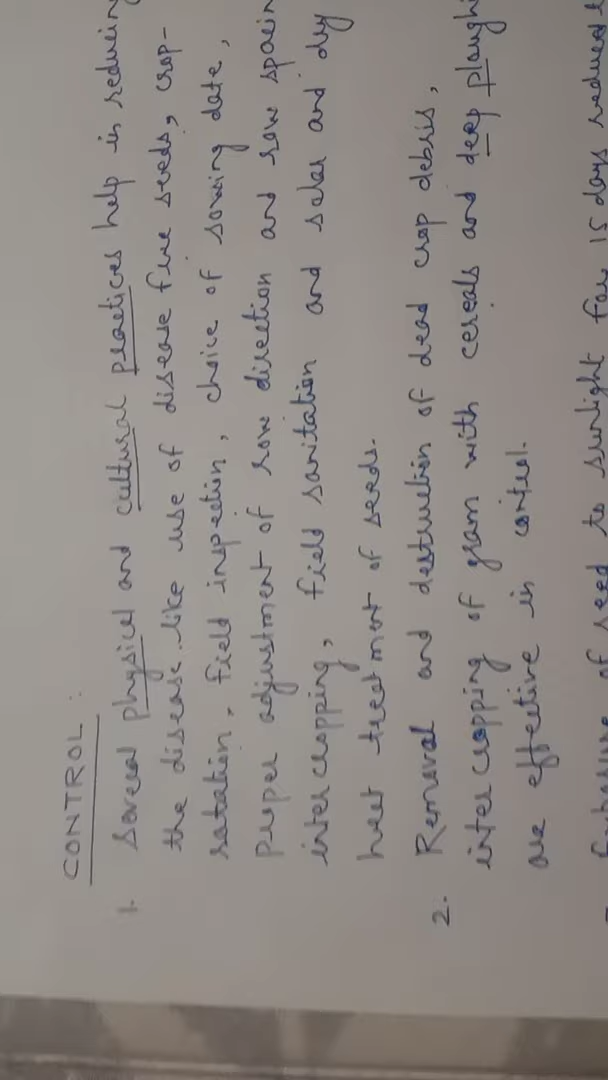 CONTROL :
1. Several physical and cultural practices help in reducing
the disease like use of disease free seeds, crop-
rotation, field inspection, choice of sowing date,
proper adjustment of row direction and row spacin
inter cropping, field sanitation and solar and dry
heat treatment of seeds.
2. Removal and destruction of dead crop debris,
inter cropping of gram with cereals and deep ploughi
are effective in control.
of seed to sunlight for 15 days reduced